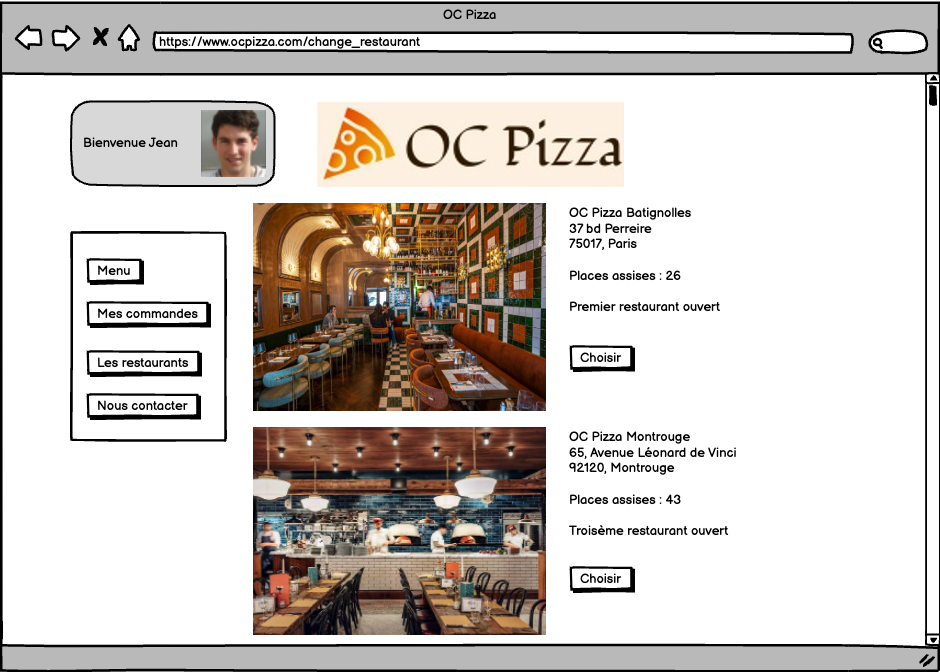 OC Pizza
https://www.ocpizza.com/change_restaurant
Bienvenue Jean
OC Pizza
Menu
Mes commandes
Les restaurants
Nous contacter
OC Pizza Batignolles
37 bd Perreire
75017, Paris
Places assises : 26
Premier restaurant ouvert
Choisir
OC Pizza Montrouge
65, Avenue Léonard de Vinci
92120, Montrouge
Places assises : 43
Troisème restaurant ouvert
Choisir